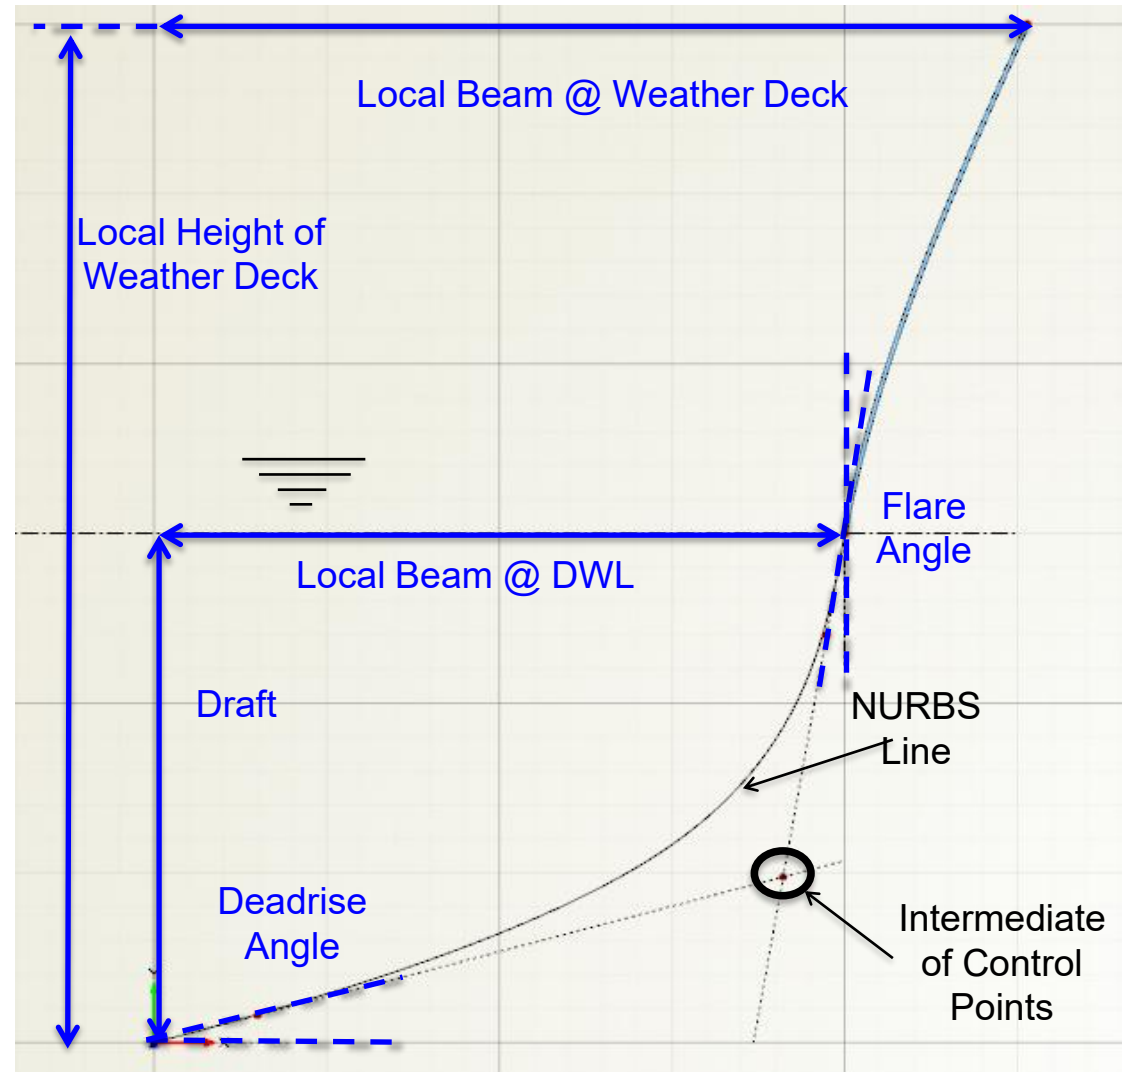 Local Beam @ Weather Deck
Local Height of
Weather Deck
Flare
Angle
Local Beam @ DWL
Draft
NURBS
Line
Deadrise
Angle
Intermediate
of Control
Points